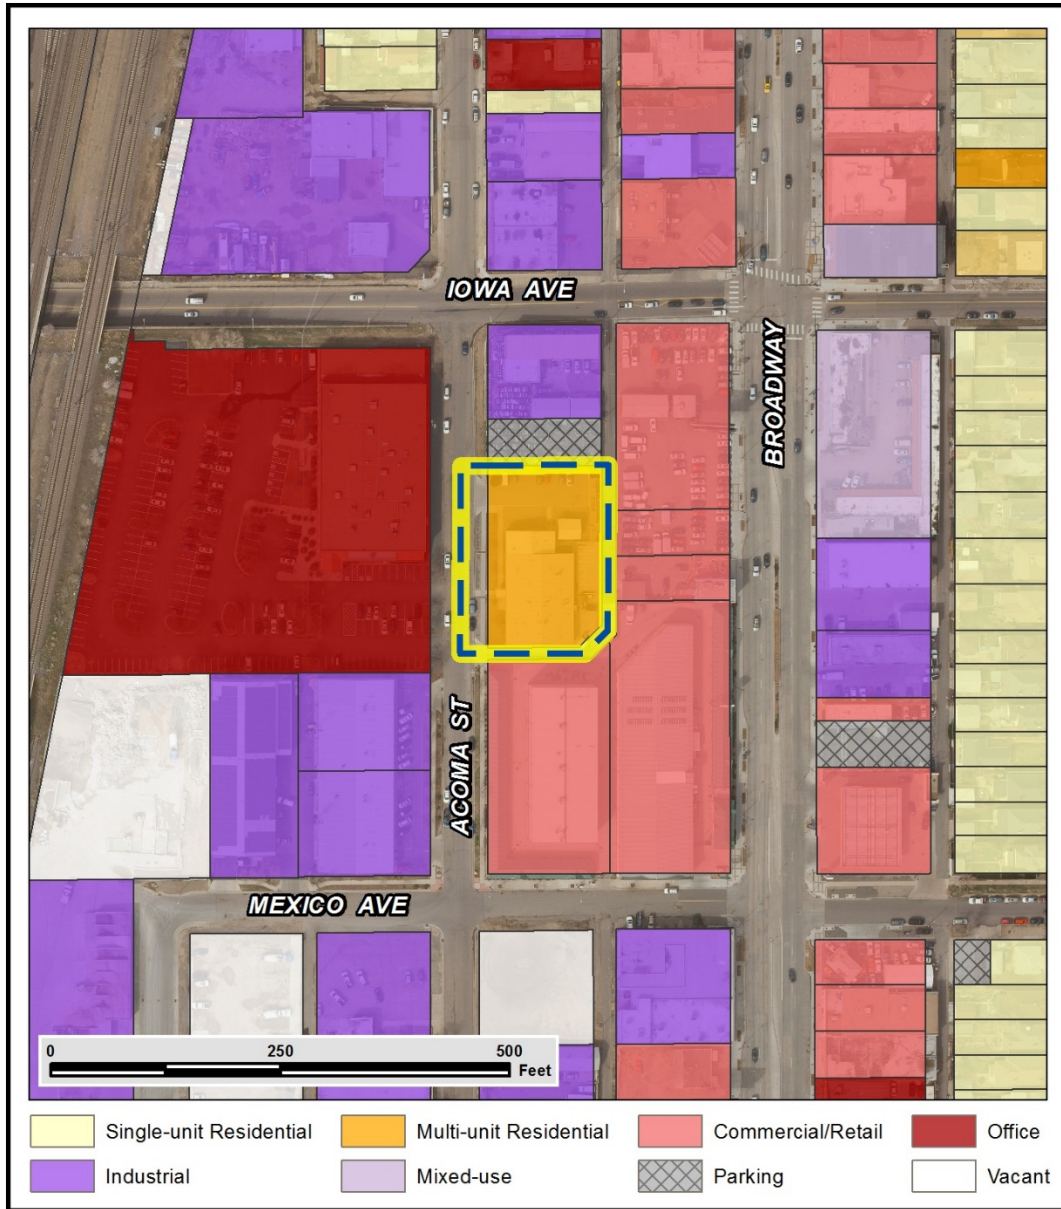 IOWA AVE
BROADWAY
ACOMA ST
MEXICO AVE
0 250 500
Feet
Single-unit Residential Multi-unit Residential Commercial/Retail Office
Industrial Mixed-use Parking Vacant